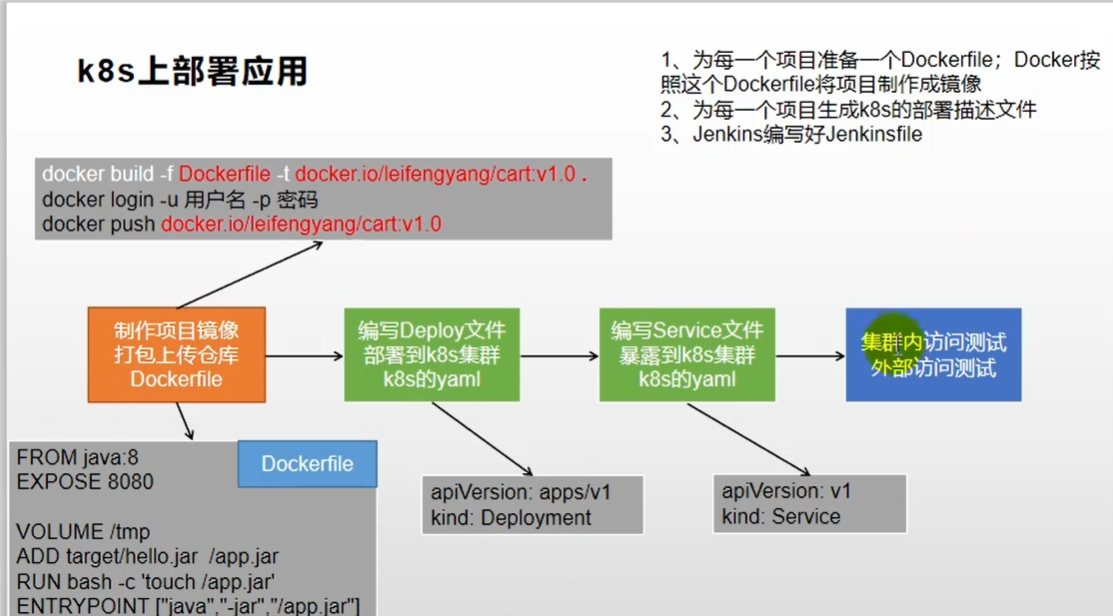 k8s上部署应用
1、为每一个项目准备一个Dockerfile；Docker按
照这个Dockerfile将项目制作成镜像
2、为每一个项目生成k8s的部署描述文件
3、Jenkins编写好Jenkinsfile
docker build -f Dockerfile -t docker.io/leifengyang/cart:v1.0 .
docker login -u 用户名 -p 密码
docker push docker.io/leifengyang/cart:v1.0
制作项目镜像
打包上传仓库
Dockerfile
编写Deploy文件
部署到k8s集群
k8s的yaml
编写Service文件
暴露到k8s集群
k8s的yaml
集群内访问测试
外部访问测试
Dockerfile
FROM java:8
EXPOSE 8080
VOLUME /tmp
ADD target/hello.jar /app.jar
RUN bash -c 'touch /app.jar'
ENTRYPOINT ["java","-jar","/app.jar"]
apiVersion: apps/v1
kind: Deployment
apiVersion: v1
kind: Service